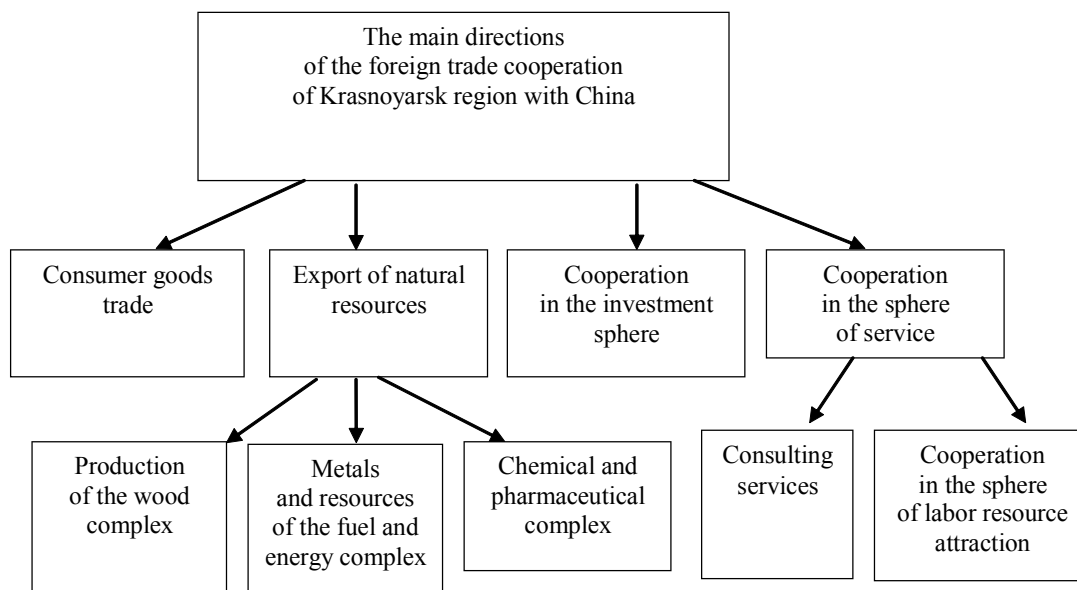 The main directions
of the foreign trade cooperation
of Krasnoyarsk region with China
Consumer goods
trade
Export of natural
resources
Cooperation
in the investment
sphere
Cooperation
in the sphere
of service
Production
of the wood
complex
Metals
and resources
of the fuel and
energy complex
Chemical and
pharmaceutical
complex
Consulting
services
Cooperation
in the sphere
of labor resource
attraction